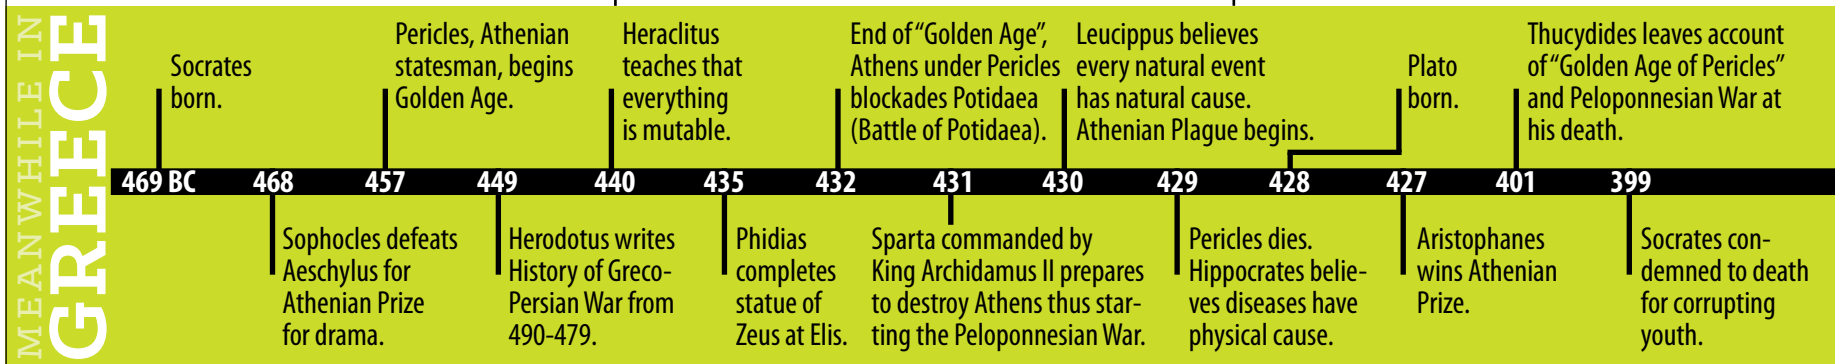 MEANWHILE IN
GREECE
Socrates
born.
Pericles, Athenian
statesman, begins
Golden Age.
Heraclitus
teaches that
everything
is mutable.
End of “Golden Age”,
Athens under Pericles
blockades Potidaea
(Battle of Potidaea).
Leucippus believes
every natural event
has natural cause.
Athenian Plague begins.
Plato
born.
Thucydides leaves account
of “Golden Age of Pericles”
and Peloponnesian War at
his death.
469 BC 468 457 449 440 435 432 431 430 429 428 427 401 399
Sophocles defeats
Aeschylus for
Athenian Prize
for drama.
Herodotus writes
History of Greco-
Persian War from
490-479.
Phidias
completes
statue of
Zeus at Elis.
Sparta commanded by
King Archidamus II prepares
to destroy Athens thus star-
ting the Peloponnesian War.
Pericles dies.
Hippocrates belie-
ves diseases have
physical cause.
Aristophanes
wins Athenian
Prize.
Socrates con-
demned to death
for corrupting
youth.